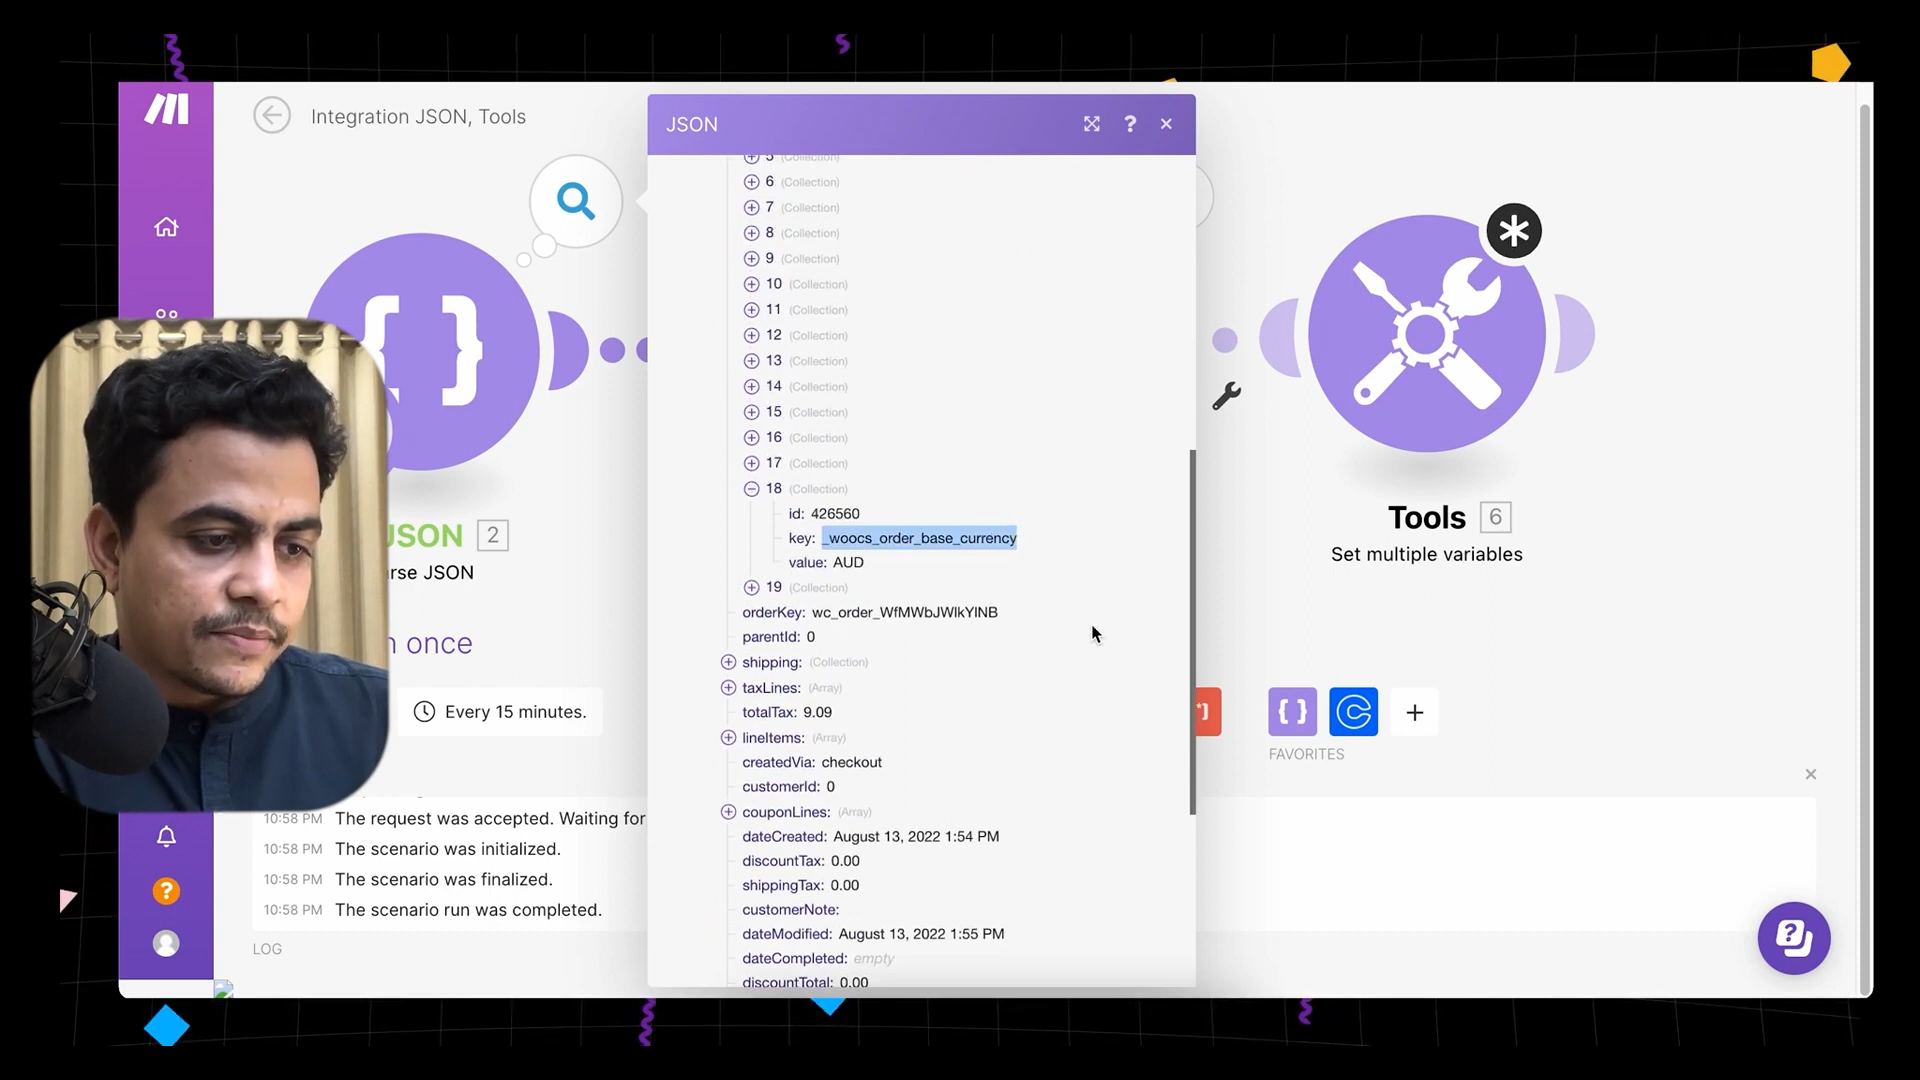 Integration JSON, Tools
JSON
?
5 (Collection)
6 (Collection)
7 (Collection)
8 (Collection)
9 (Collection)
10 (Collection)
11 (Collection)
12 (Collection)
13 (Collection)
14 (Collection)
15 (Collection)
16 (Collection)
17 (Collection)
18 (Collection)
id: 426560
key: _woocs_order_base_currency
value: AUD
19 (Collection)
orderKey: wc_order_WfMWbJWlkYlNB
parentId: 0
shipping: (Collection)
taxLines: (Array)
totalTax: 9.09
lineItems: (Array)
createdVia: checkout
customerId: 0
couponLines: (Array)
dateCreated: August 13, 2022 1:54 PM
discountTax: 0.00
shippingTax: 0.00
customerNote:
dateModified: August 13, 2022 1:55 PM
dateCompleted: empty
discountTotal: 0.00
JSON 2
rse JSON
once
Every 15 minutes.
Tools 6
Set multiple variables
FAVORITES
10:58 PM The request was accepted. Waiting for
10:58 PM The scenario was initialized.
10:58 PM The scenario was finalized.
10:58 PM The scenario run was completed.
LOG